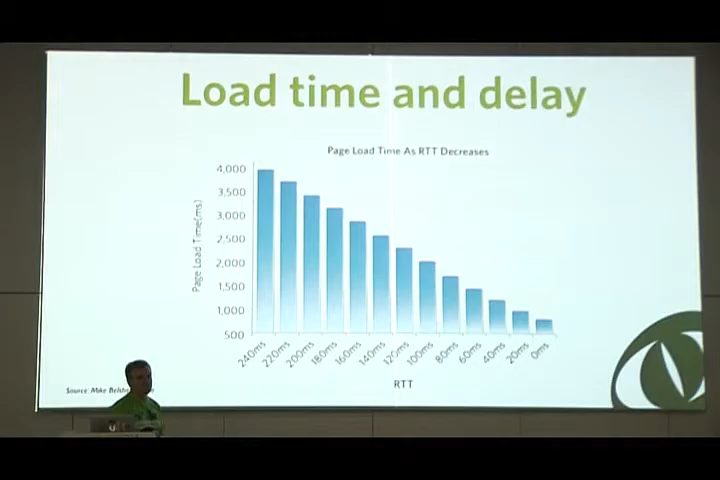 Load time and delay
Page Load Time As RTT Decreases
Page Load Time(ms)
4,000
3,500
3,000
2,500
2,000
1,500
1,000
500
240ms 220ms 200ms 180ms 160ms 140ms 120ms 100ms 80ms 60ms 40ms 20ms 0ms
RTT
Source: Mike